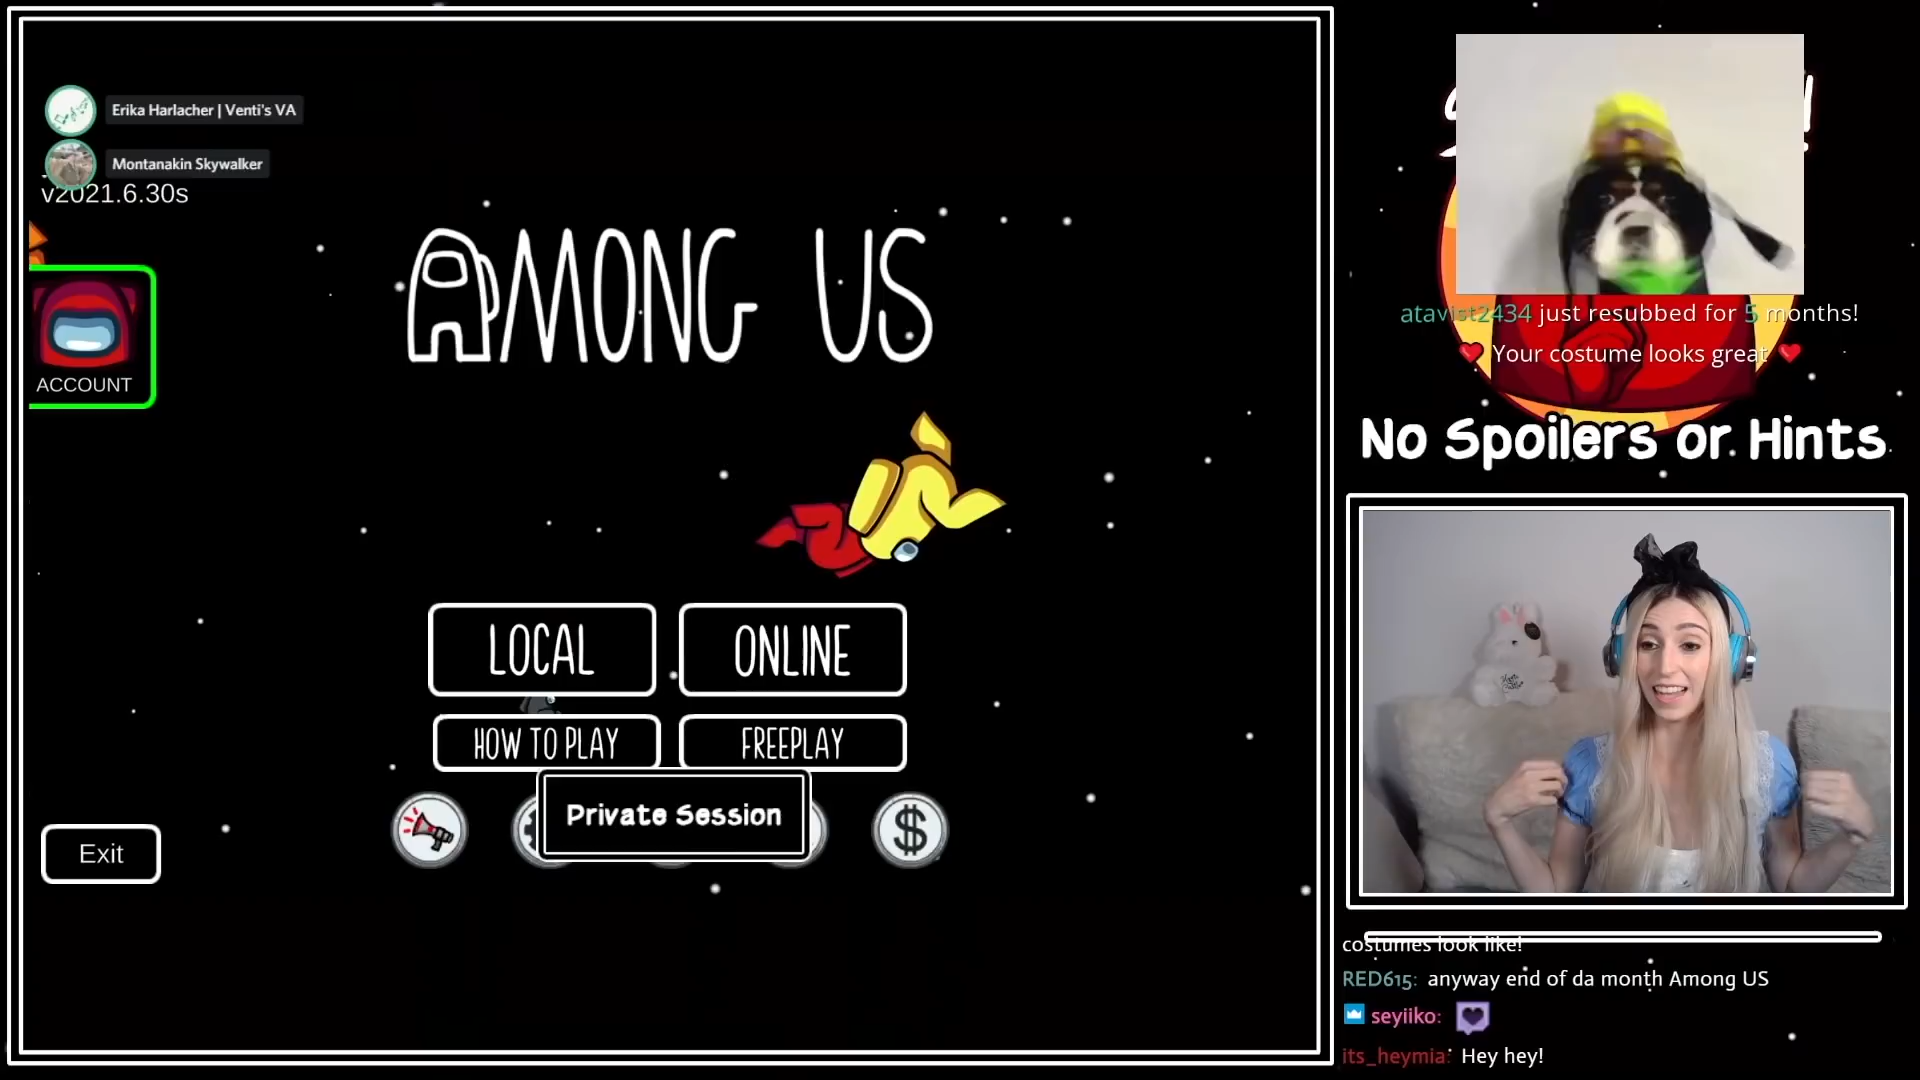 Erika Harlacher | Venti's VA
Montanakin Skywalker
v2021.6.30s
ACCOUNT
AMONG US
LOCAL
ONLINE
HOW TO PLAY
FREEPLAY
Private Session
$
Exit
atavist2434 just resubbed for 5 months!
Your costume looks great
No Spoilers or Hints
costumes look like!
RED615: anyway end of da month Among US
seyiiko:
its_heymia: Hey hey!